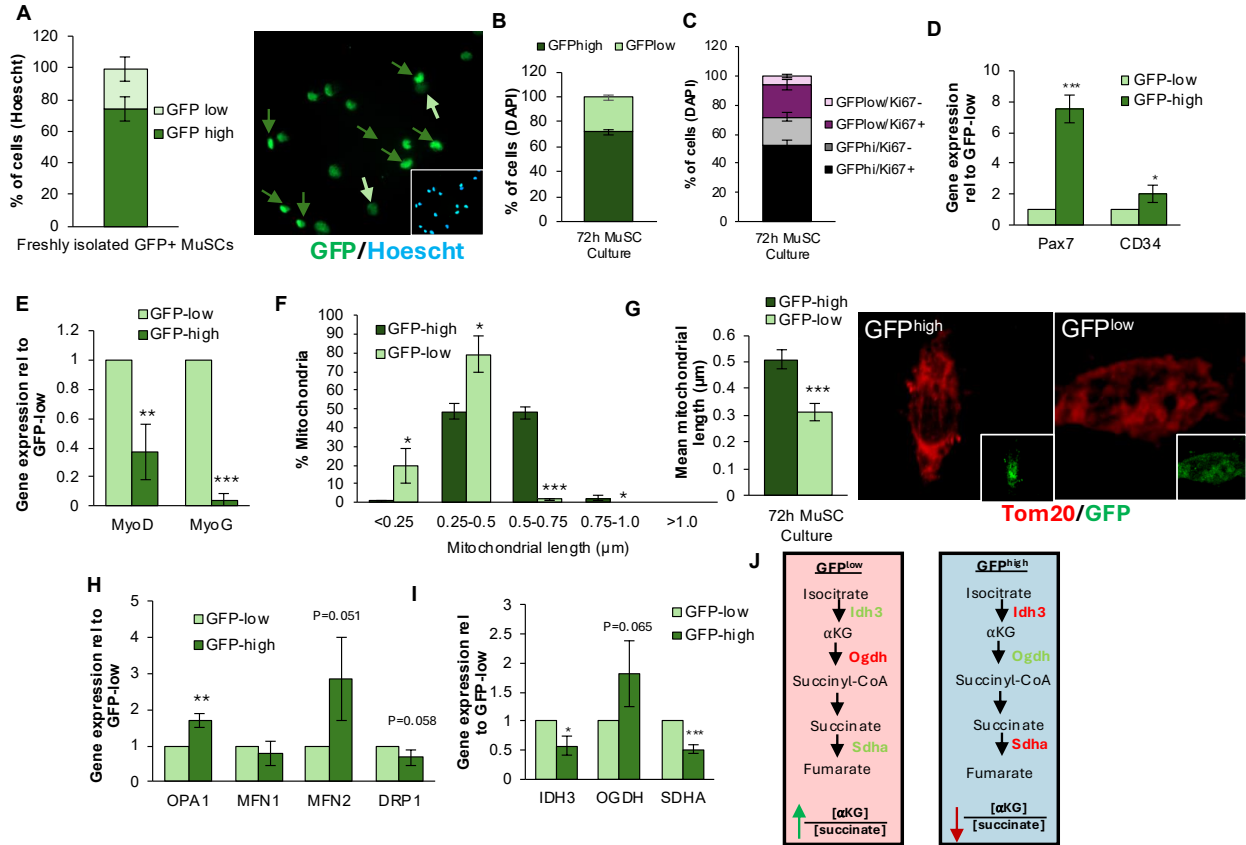 A
% of cells (Hoescht)
120
100
80
60
40
20
0
GFP low
GFP high
Freshly isolated GFP+ MuSCs
GFP/Hoescht
B
GFPhigh
GFPlow
% of cells (DAPI)
120
100
80
60
40
20
0
72h MuSC
Culture
C
% of cells (DAPI)
120
100
80
60
40
20
0
GFPlow/Ki67-
GFPlow/Ki67+
GFPhi/Ki67-
GFPhi/Ki67+
72h MuSC
Culture
D
Gene expression
rel to GFP-low
10
8
6
4
2
0
GFP-low
GFP-high
***
*
Pax7
CD34
E
GFP-low
GFP-high
Gene expression rel to
GFP-low
1.2
1
0.8
0.6
0.4
0.2
0
**
***
MyoD
MyoG
F
% Mitochondria
100
90
80
70
60
50
40
30
20
10
0
GFP-high
GFP-low
*
*
***
*
<0.25
0.25-0.5
0.5-0.75
0.75-1.0
>1.0
Mitochondrial length (μm)
G
GFP-high
GFP-low
Mean mitochondrial
length (μm)
0.6
0.5
0.4
0.3
0.2
0.1
0.0
***
72h MuSC
Culture
GFPhigh
GFPlow
Tom20/GFP
H
Gene expression rel to
GFP-low
5
4
3
2
1
0
GFP-low
GFP-high
**
P=0.051
P=0.058
OPA1
MFN1
MFN2
DRP1
I
Gene expression rel
to GFP-low
3
2.5
2
1.5
1
0.5
0
GFP-low
GFP-high
*
P=0.065
***
IDH3
OGDH
SDHA
J
GFPlow
Isocitrate
Idh3
αKG
Ogdh
Succinyl-CoA
Succinate
Sdha
Fumarate
[αKG]
[succinate]
GFPhigh
Isocitrate
Idh3
αKG
Ogdh
Succinyl-CoA
Succinate
Sdha
Fumarate
[αKG]
[succinate]